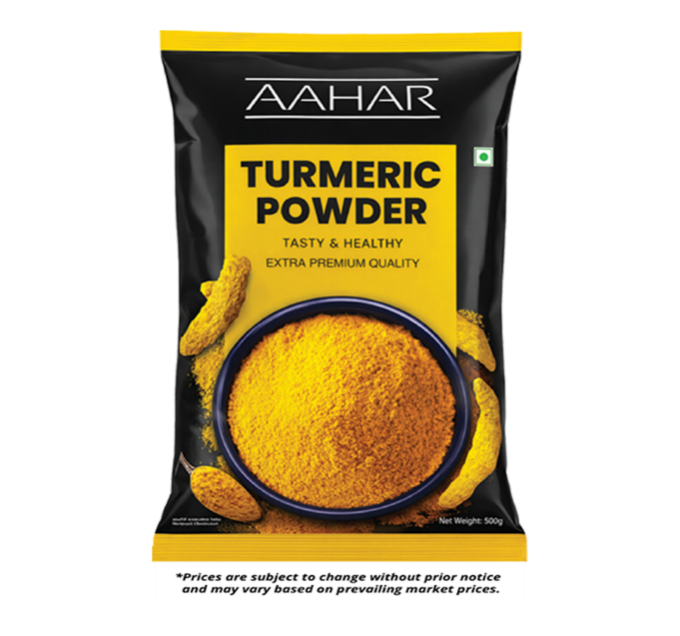 AAHAR
TURMERIC
POWDER
TASTY & HEALTHY
EXTRA PREMIUM QUALITY
Net Weight: 500g
*Prices are subject to change without prior notice
and may vary based on prevailing market prices.